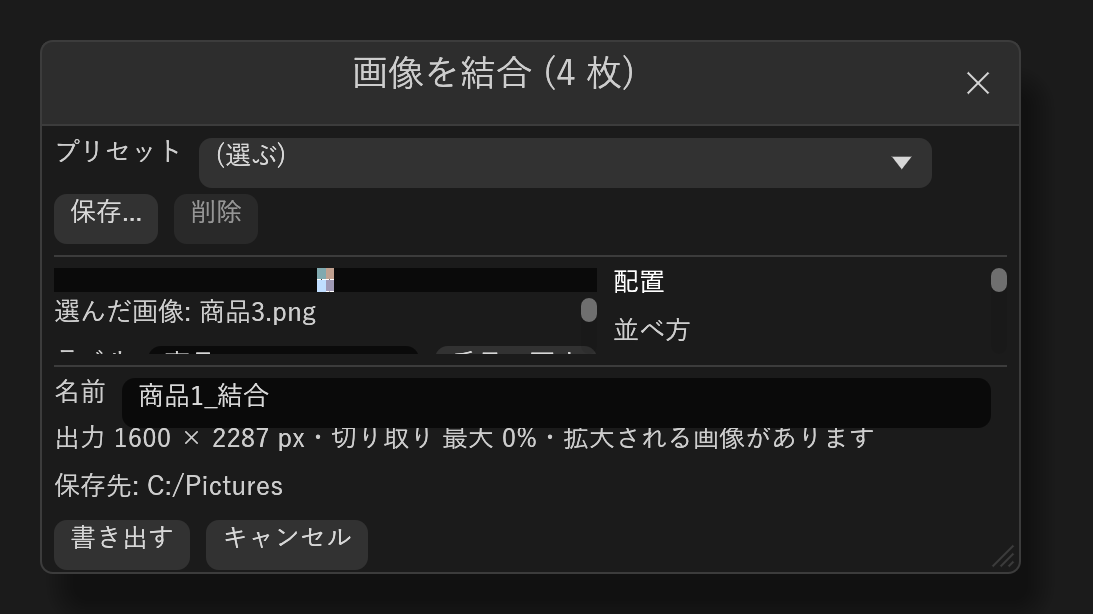 画像を結合 (4 枚)
プリセット (選ぶ)
保存... 削除
配置
選んだ画像: 商品3.png
並べ方
名前 商品1_結合
出力 1600 × 2287 px・切り取り 最大 0%・拡大される画像があります
保存先: C:/Pictures
書き出す キャンセル